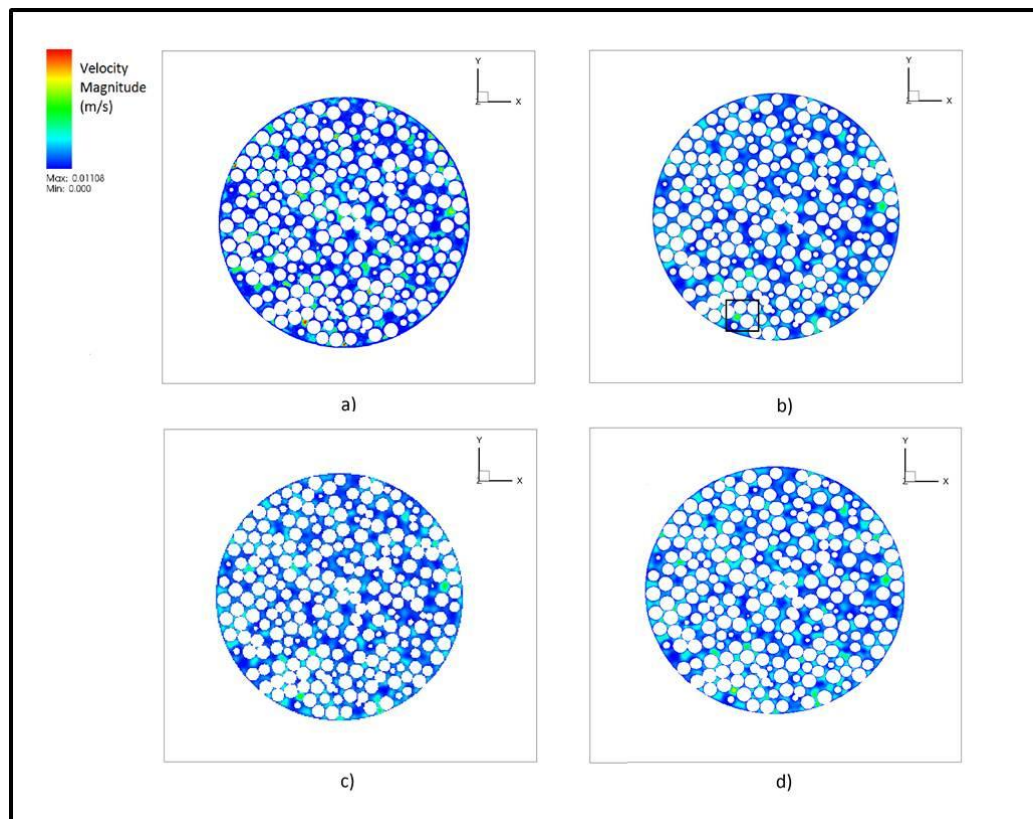 Velocity
Magnitude
(m/s)
Max: 0.01108
Min: 0.000
Y
Z
X
a)
Y
Z
X
b)
Y
Z
X
c)
Y
Z
X
d)